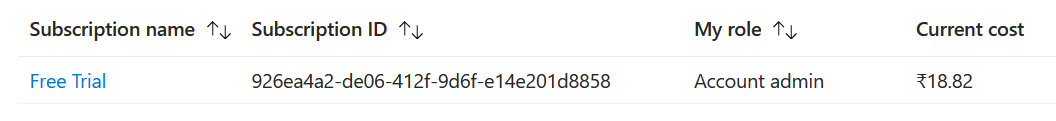 Subscription name ↑↓ Subscription ID ↑↓ My role ↑↓ Current cost
Free Trial 926ea4a2-de06-412f-9d6f-e14e201d8858 Account admin ₹18.82